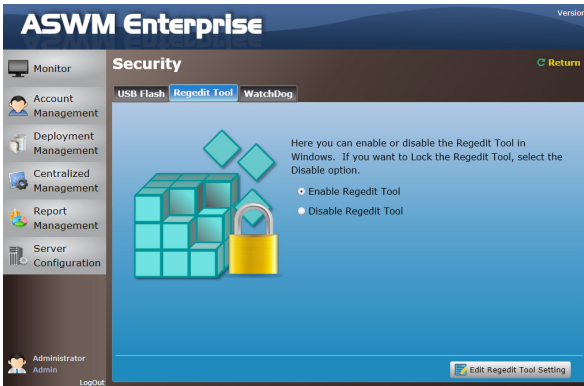 ASWM Enterprise
Version
Monitor
Account
Management
Deployment
Management
Centralized
Management
Report
Management
Server
Configuration
Administrator
Admin
LogOut
Security
Return
USB Flash
Regedit Tool
WatchDog
Here you can enable or disable the Regedit Tool in
Windows. If you want to Lock the Regedit Tool, select the
Disable option.
Enable Regedit Tool
Disable Regedit Tool
Edit Regedit Tool Setting